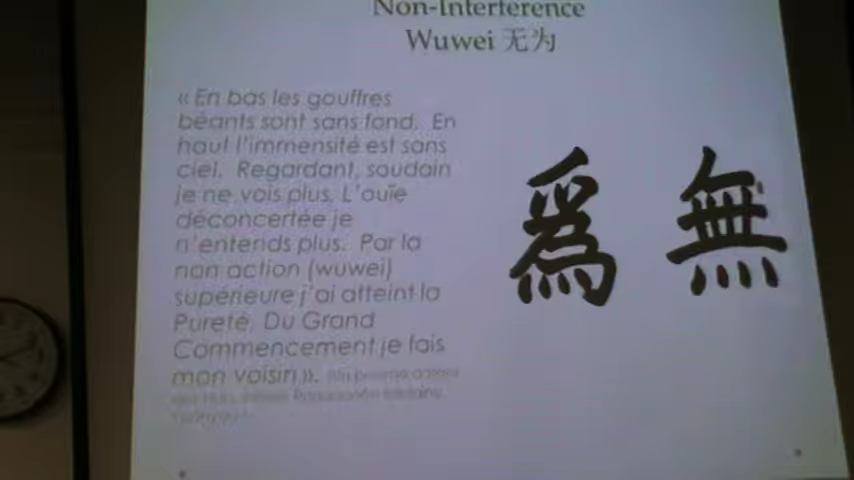 Non-Interference
Wuwei 无为
« En bas les gouffres
béants sont sans fond. En
haut l'immensité est sans
ciel. Regardant, soudain
je ne vois plus. L'ouïe
déconcertée je
n'entends plus. Par la
non action (wuwei)
supérieure j'ai atteint la
Pureté. Du Grand
Commencement je fais
mon voisin ».
爲 無